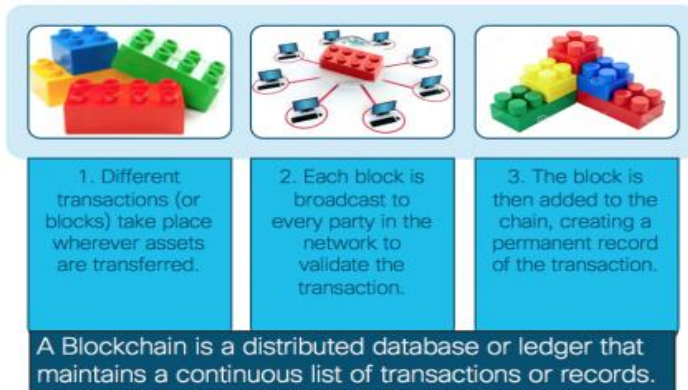 1. Different
transactions (or
blocks) take place
wherever assets
are transferred.
2. Each block is
broadcast to
every party in the
network to
validate the
transaction.
3. The block is
then added to the
chain, creating a
permanent record
of the transaction.
A Blockchain is a distributed database or ledger that
maintains a continuous list of transactions or records.